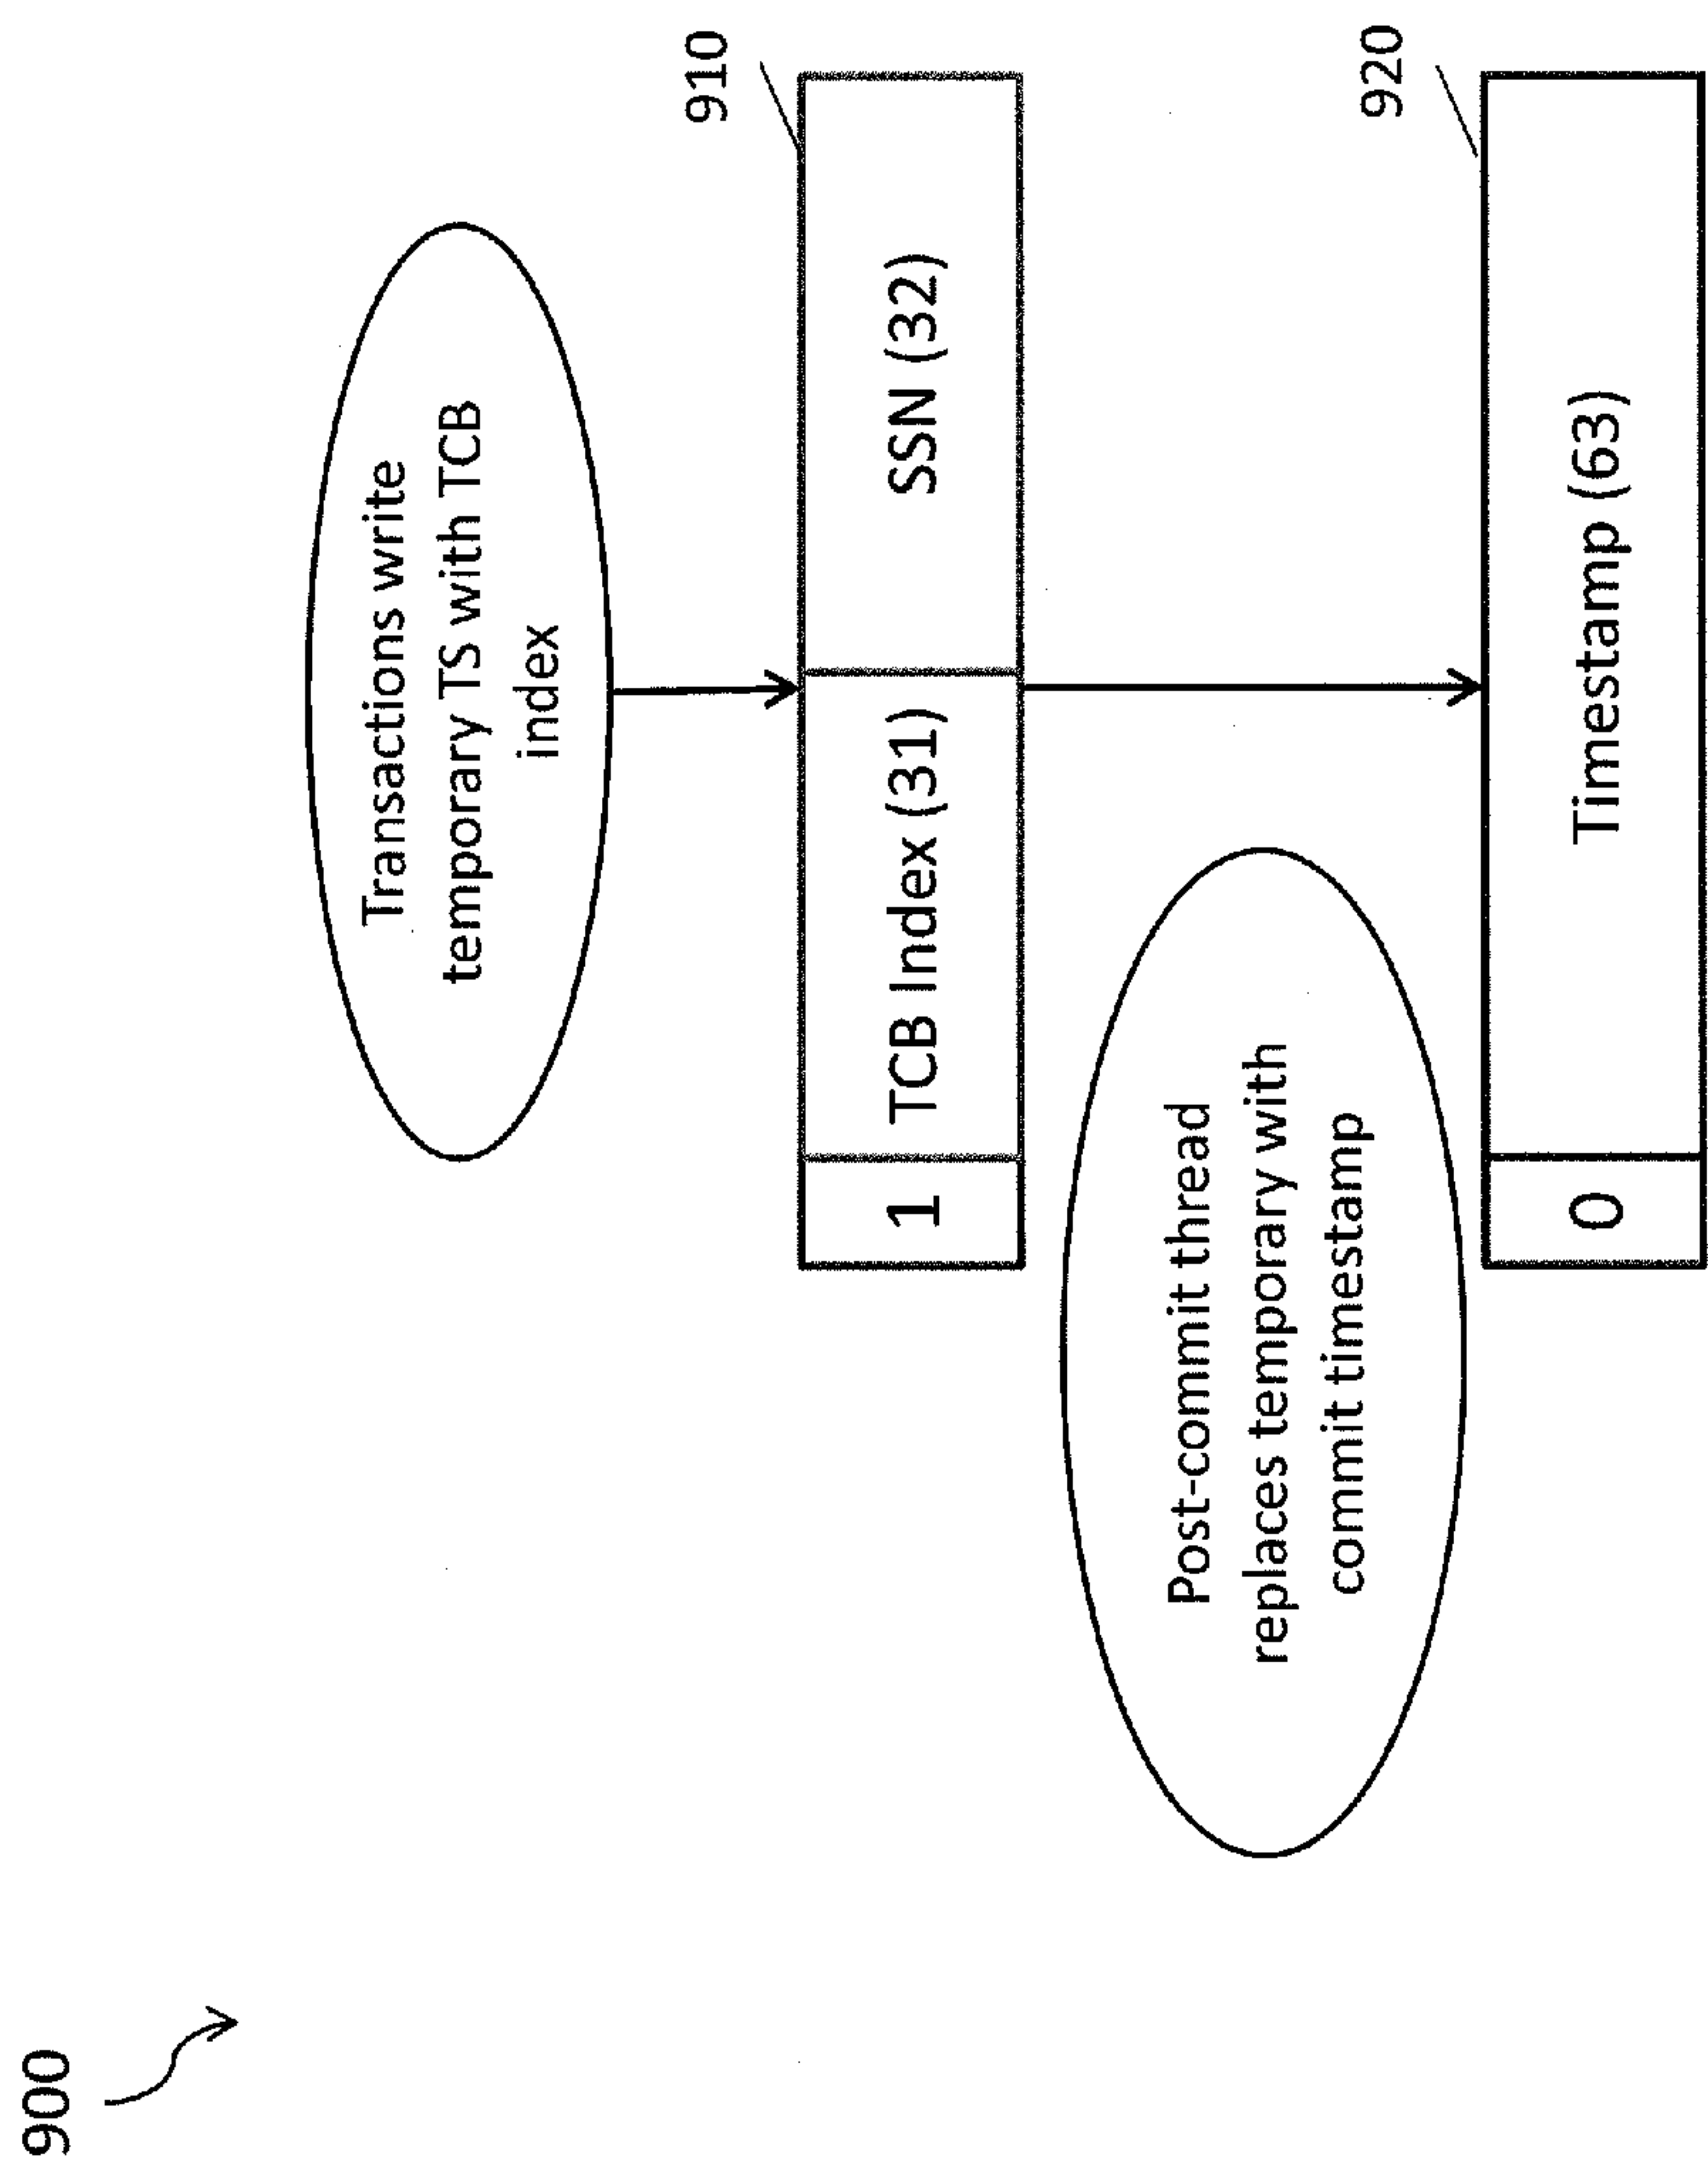 900
Transactions write
temporary TS with TCB
index
910
1 TCB Index (31) SSN (32)
Post-commit thread
replaces temporary with
commit timestamp
920
0 Timestamp (63)